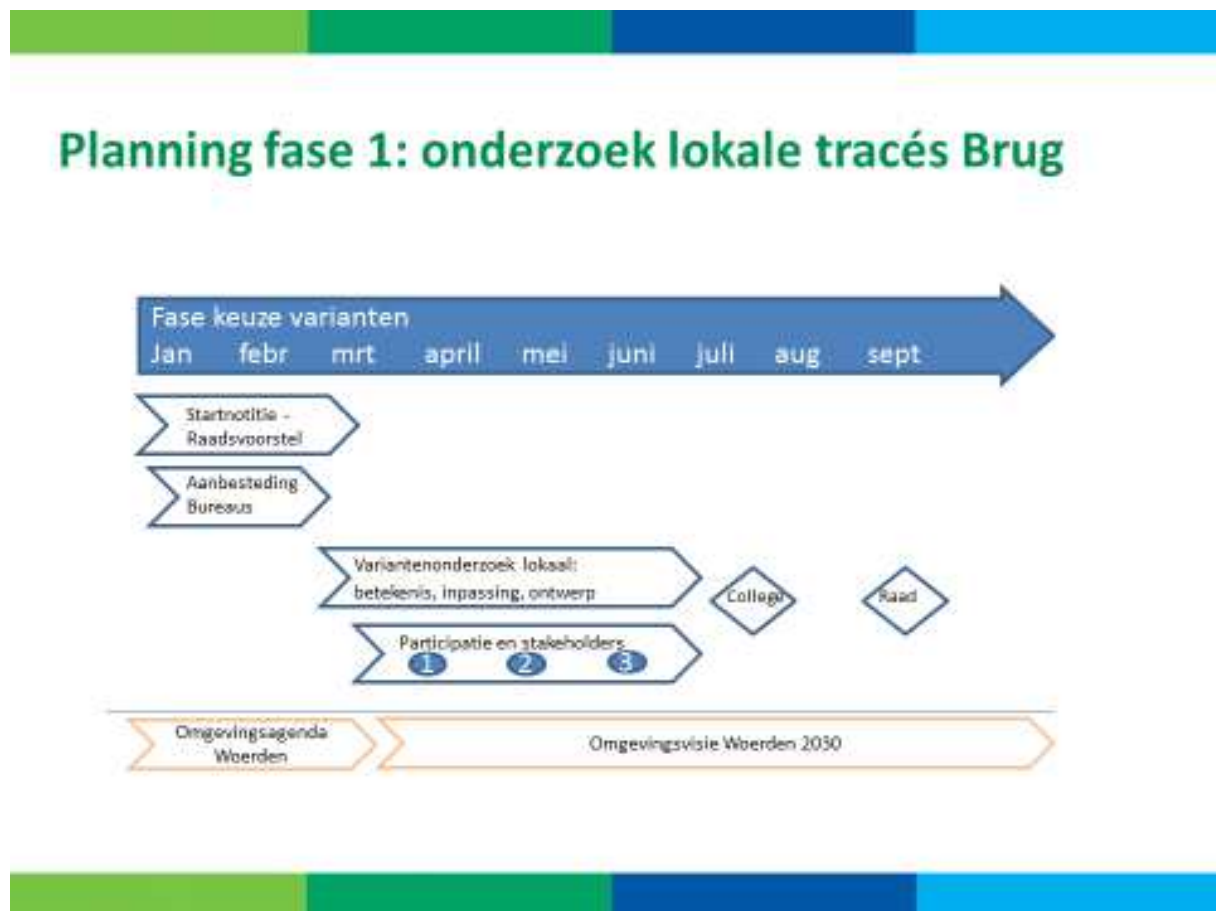 Planning fase 1: onderzoek lokale tracés Brug
Fase keuze varianten
Jan febr mrt april mei juni juli aug sept
Startnotitie -
Raadsvoorstel
Aanbesteding
Bureaus
Variantenonderzoek lokaal:
betekenis, inpassing, ontwerp
College
Raad
Participatie en stakeholders
1 2 3
Omgevingsagenda
Woerden
Omgevingsvisie Woerden 2030